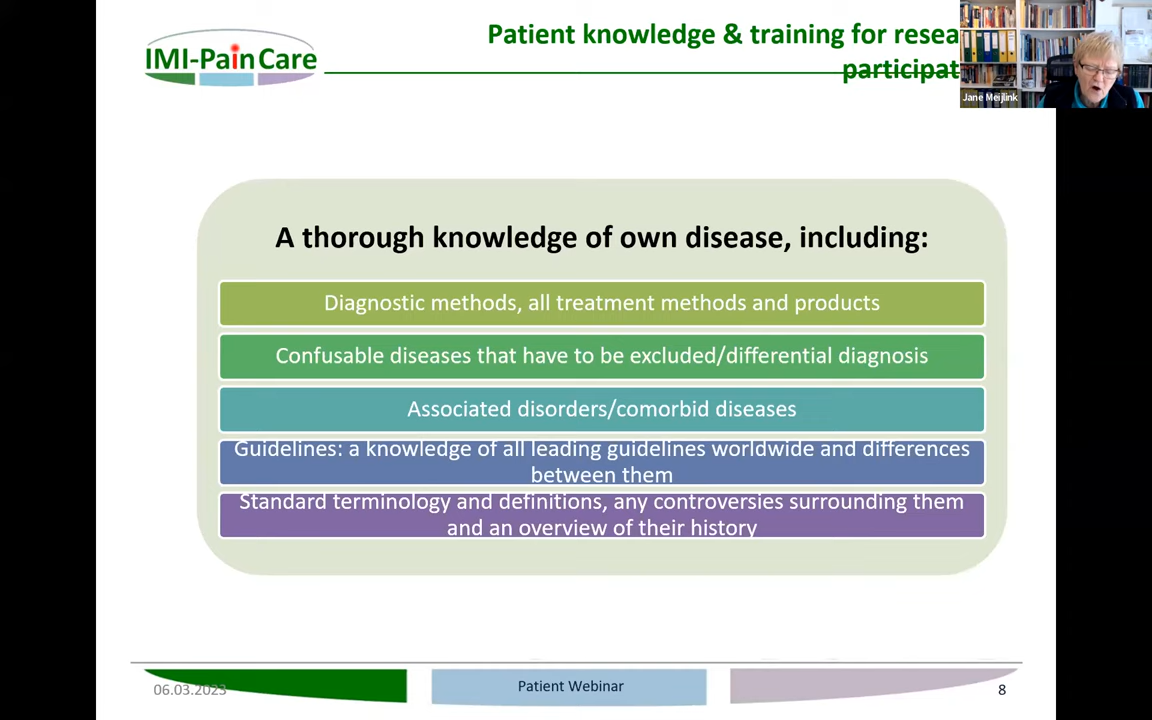 IMI-PainCare
Patient knowledge & training for resea
participat
Jane Meijlink
A thorough knowledge of own disease, including:
Diagnostic methods, all treatment methods and products
Confusable diseases that have to be excluded/differential diagnosis
Associated disorders/comorbid diseases
Guidelines: a knowledge of all leading guidelines worldwide and differences
between them
Standard terminology and definitions, any controversies surrounding them
and an overview of their history
06.03.2023
Patient Webinar
8